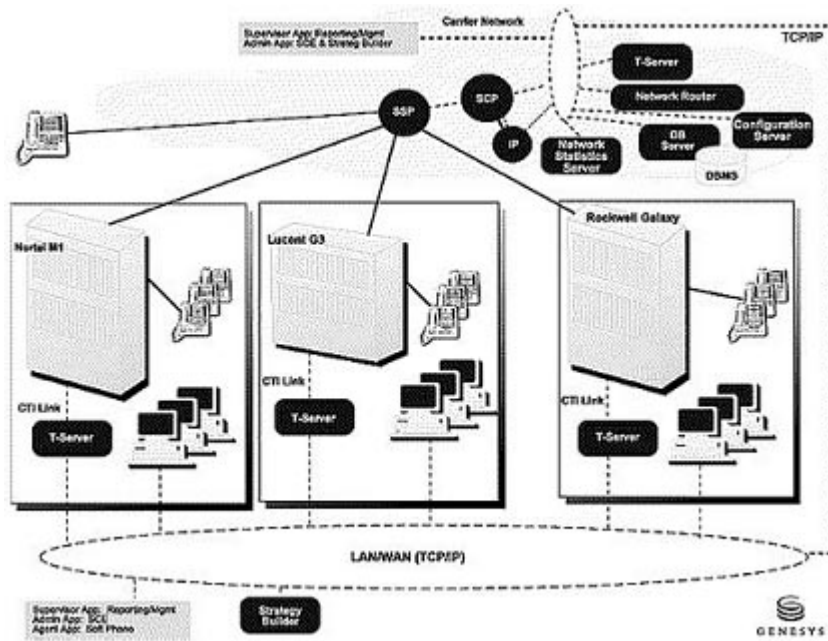 Carrier Network
Supervisor App: Reporting/Mgmt
Admin App: SCE & Strateg Builder
TCP/IP
T-Server
SSP
SCP
Network Router
IP
Network
Statistics
Server
DB
Server
Configuration
Server
DBMS
Nortel M1
Lucent G3
Rockwell Galaxy
CTI Link
T-Server
CTI Link
T-Server
CTI Link
T-Server
LAN/WAN (TCP/IP)
Supervisor App: Reporting/Mgmt
Admin App: SCE
Agent App: Soft Phone
Strategy
Builder
GENESYS